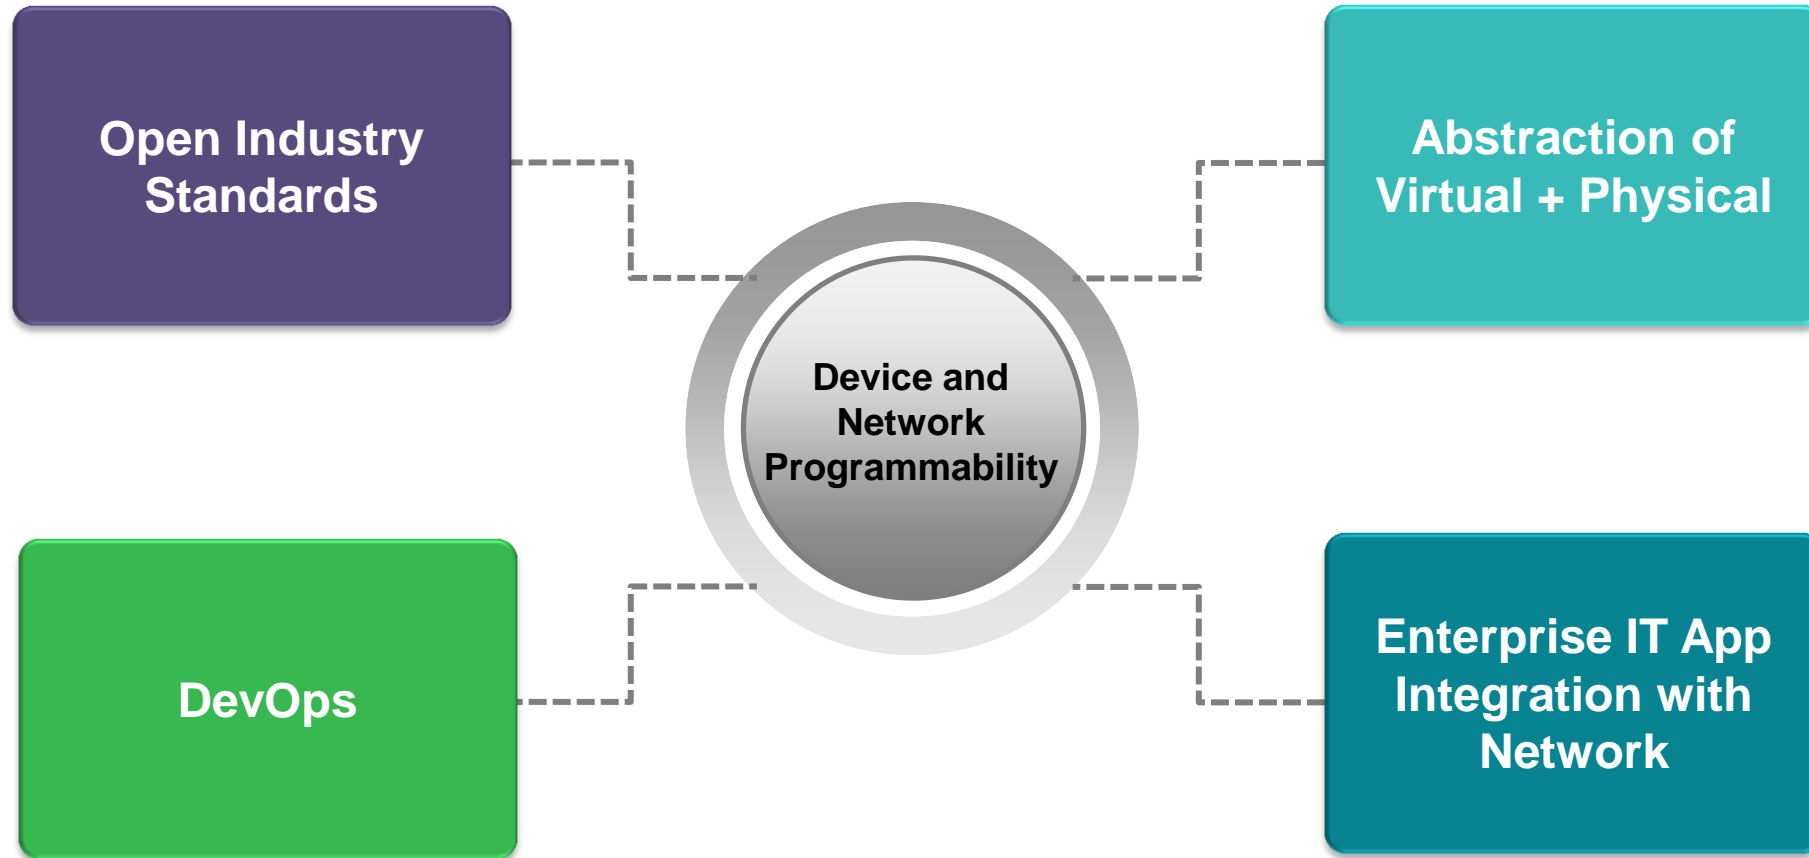 Open Industry
Standards
Abstraction of
Virtual + Physical
Device and
Network
Programmability
DevOps
Enterprise IT App
Integration with
Network